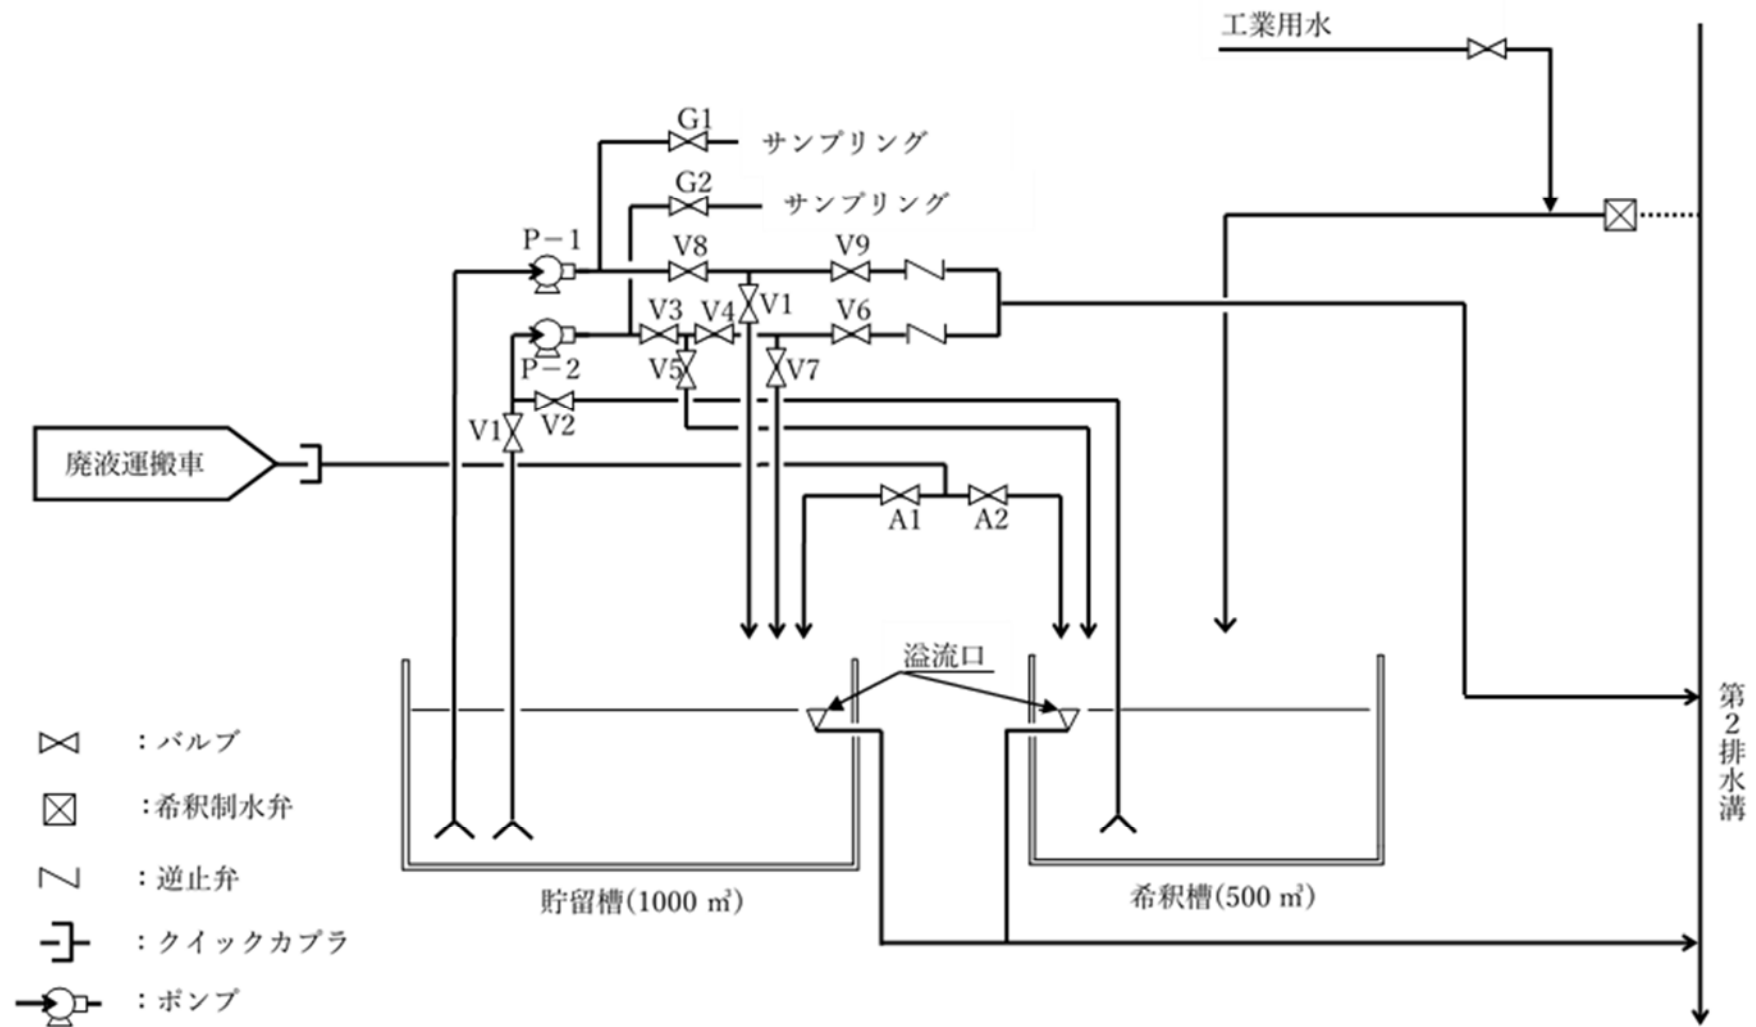 工業用水
G1
サンプリング
G2
サンプリング
P－1
V8
V9
V3
V4
V1
V6
P－2
V5
V7
V1
V2
廃液運搬車
A1
A2
溢流口
第2排水溝
：バルブ
：希釈制水弁
：逆止弁
：クイックカプラ
：ポンプ
貯留槽(1000 ㎥)
希釈槽(500 ㎥)